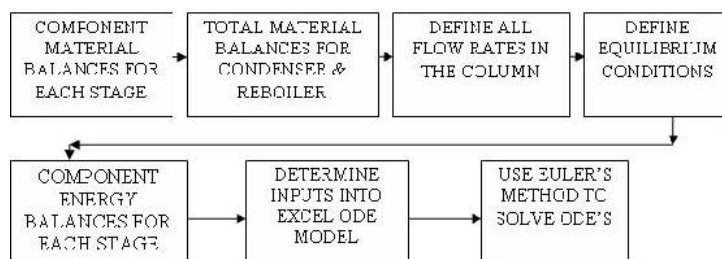 COMPONENT
MATERIAL
BALANCES FOR
EACH STAGE
TOTAL MATERIAL
BALANCES FOR
CONDENSER &
REBOILER
DEFINE ALL
FLOW RATES IN
THE COLUMN
DEFINE
EQUILIBRIUM
CONDITIONS
COMPONENT
ENERGY
BALANCES FOR
EACH STAGE
DETERMINE
INPUTS INTO
EXCEL ODE
MODEL
USE EULER'S
METHOD TO
SOLVE ODE'S